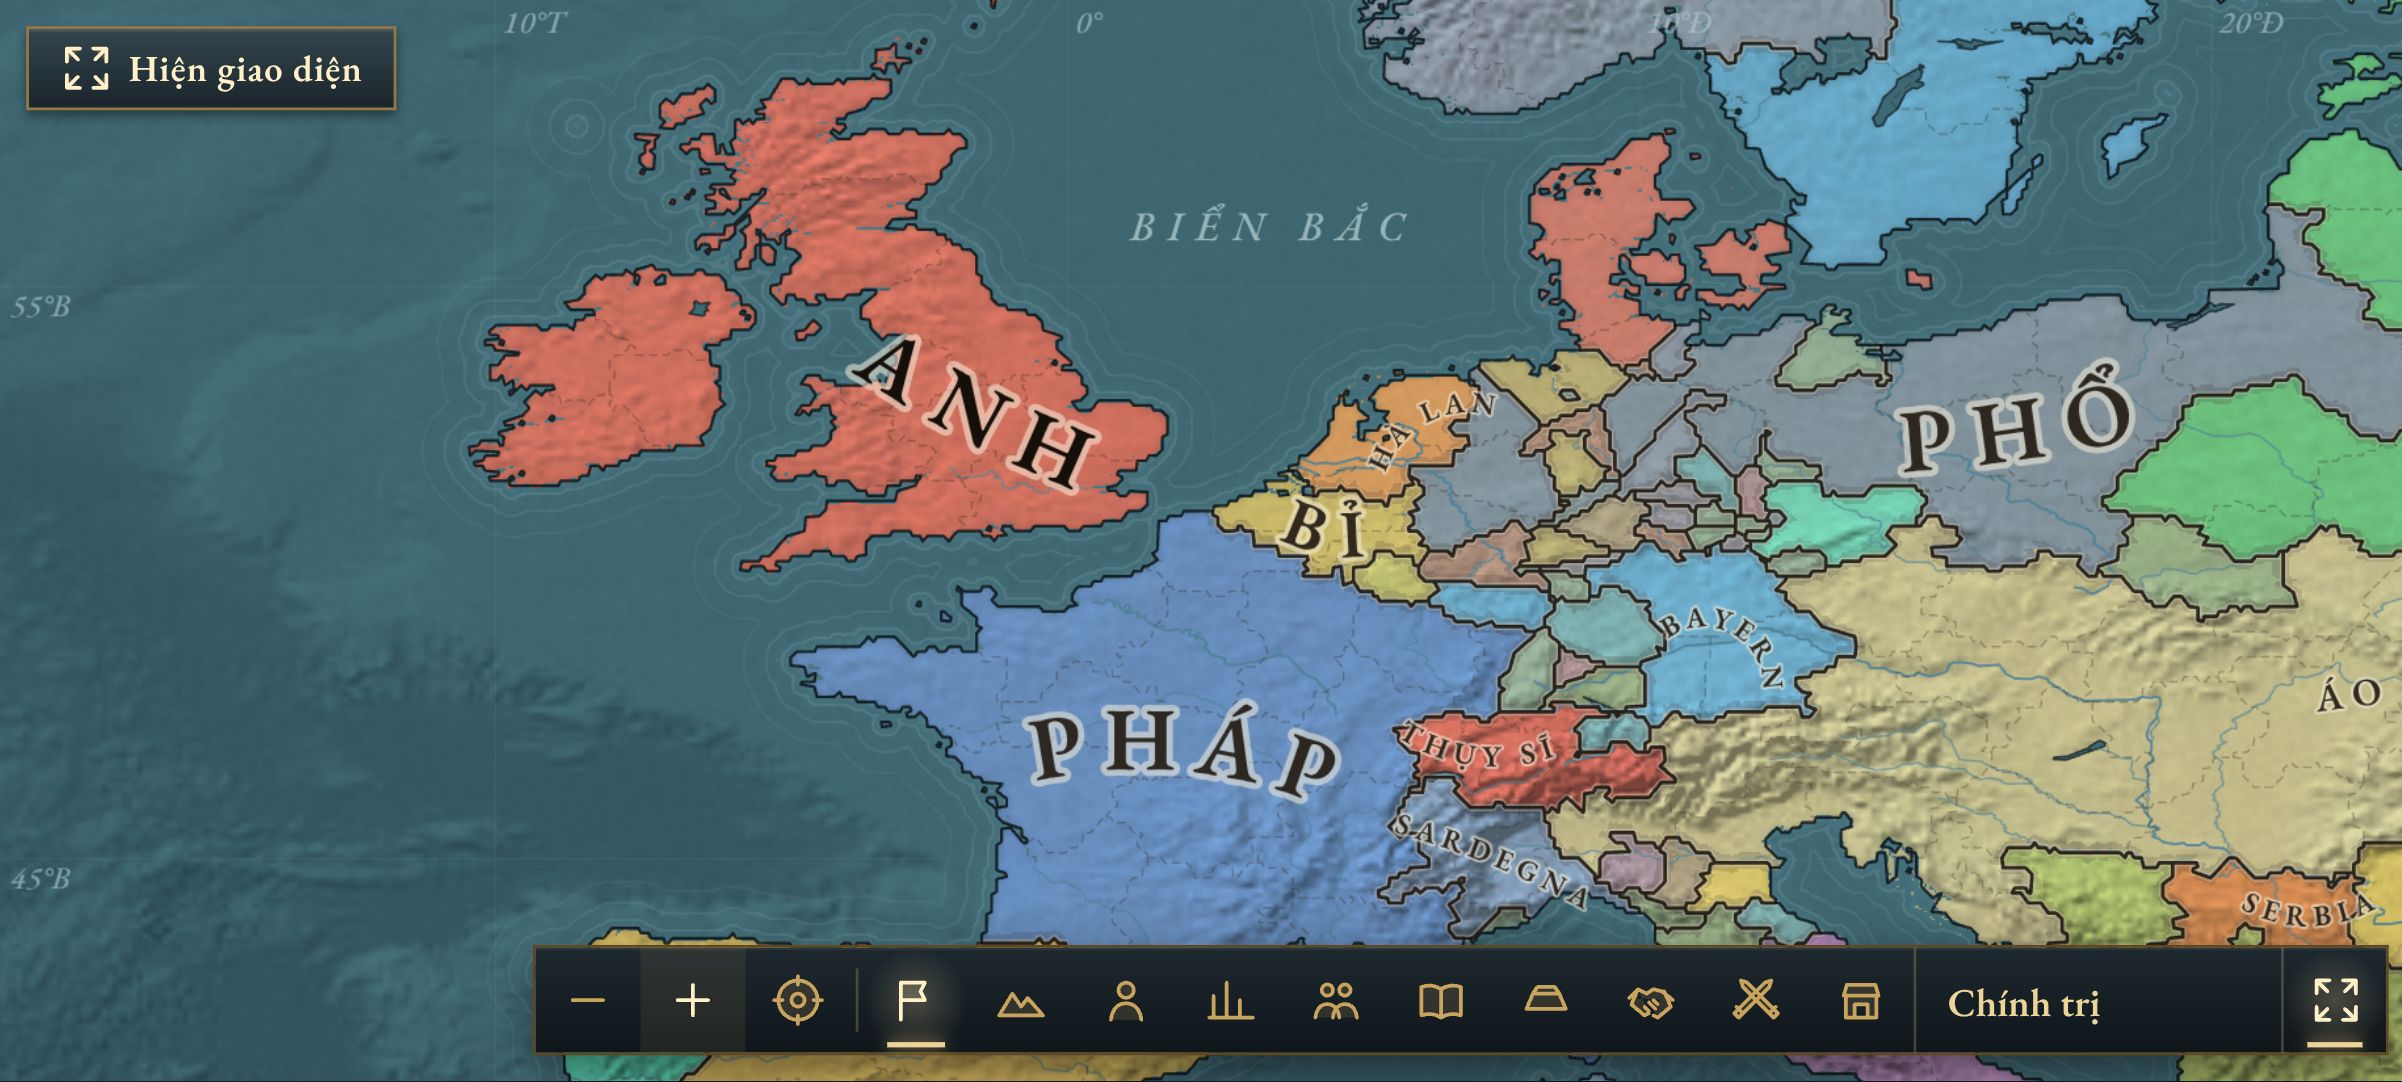 10°T
0°
10°Đ
20°Đ
Hiện giao diện
BIỂN BẮC
55°B
ANH
HÀ LAN
PHỔ
BỈ
BAYERN
ÁO
PHÁP
THỤY SĨ
SARDEGNA
45°B
SERBIA
Chính trị